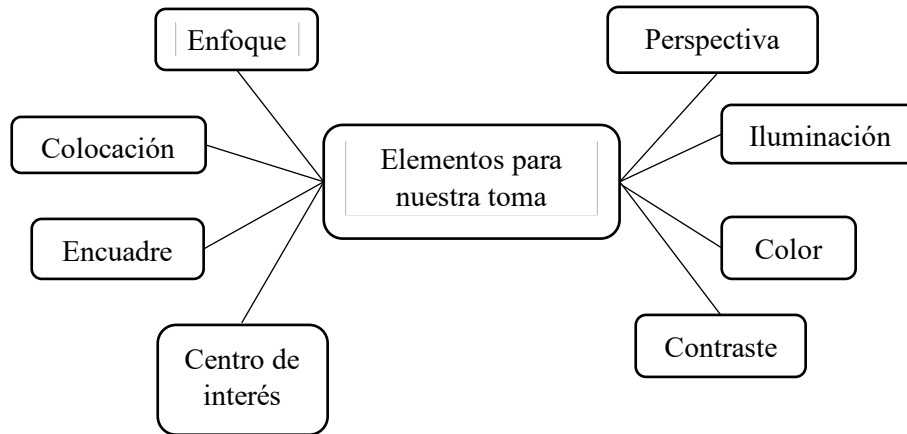 Enfoque
Perspectiva
Colocación
Iluminación
Elementos para
nuestra toma
Encuadre
Color
Centro de
interés
Contraste